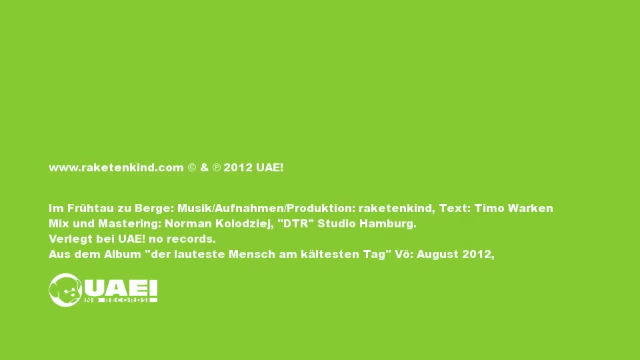 www.raketenkind.com © & ℗ 2012 UAE!
Im Frühtau zu Berge: Musik/Aufnahmen/Produktion: raketenkind, Text: Timo Warken
Mix und Mastering: Norman Kolodziej, "DTR" Studio Hamburg.
Verlegt bei UAE! no records.
Aus dem Album "der lauteste Mensch am kältesten Tag" Vö: August 2012,
UAE!
NO RECORDS!